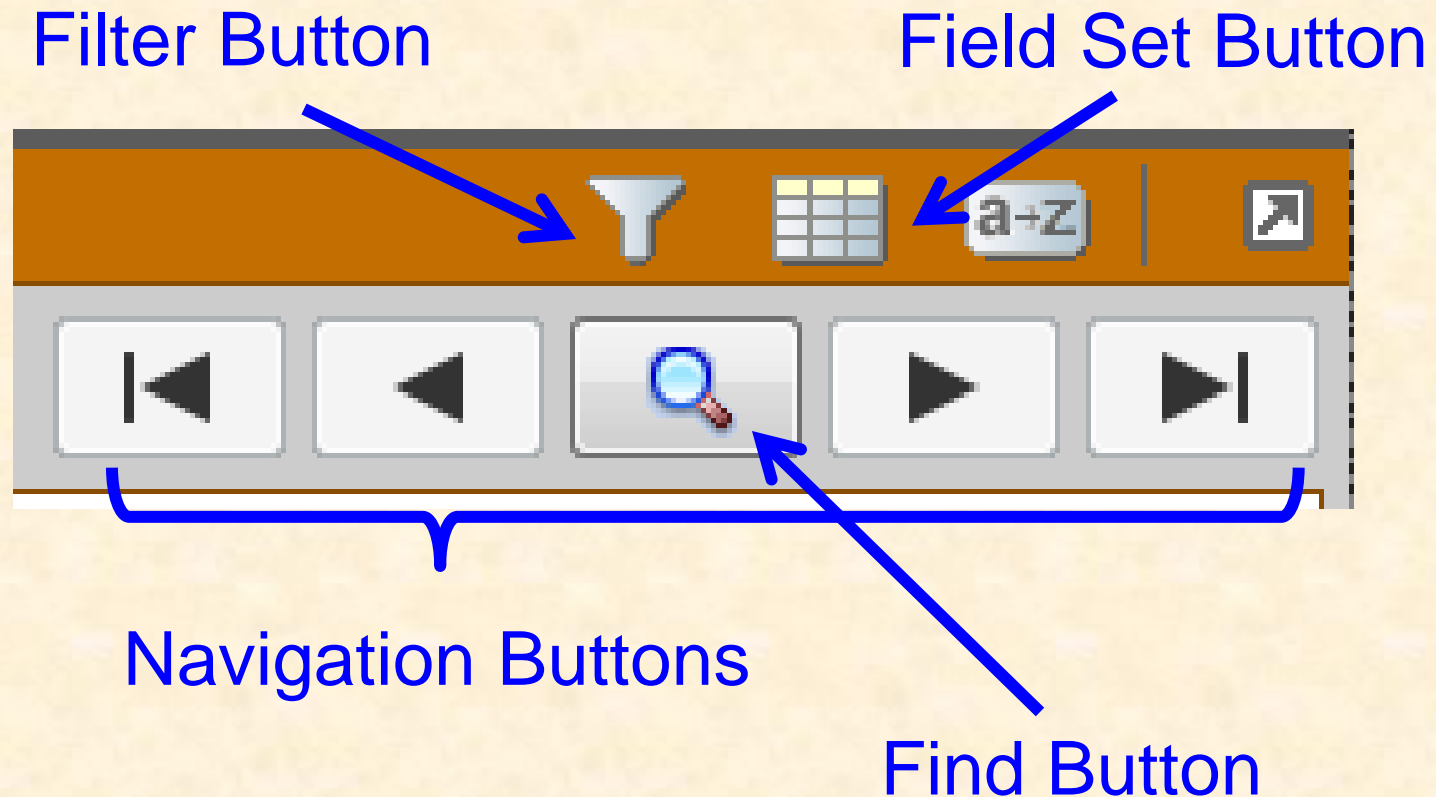 Filter Button
Field Set Button
a→z
Navigation Buttons
Find Button